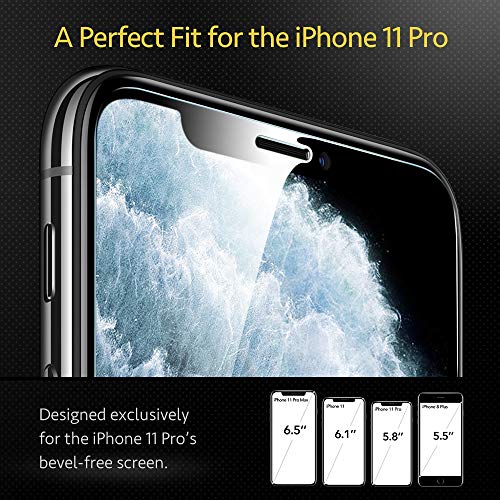 A Perfect Fit for the iPhone 11 Pro
Designed exclusively
for the iPhone 11 Pro's
bevel-free screen.
iPhone 11 Pro Max
6.5"
iPhone 11
6.1"
iPhone 11 Pro
5.8"
iPhone 8 Plus
5.5"